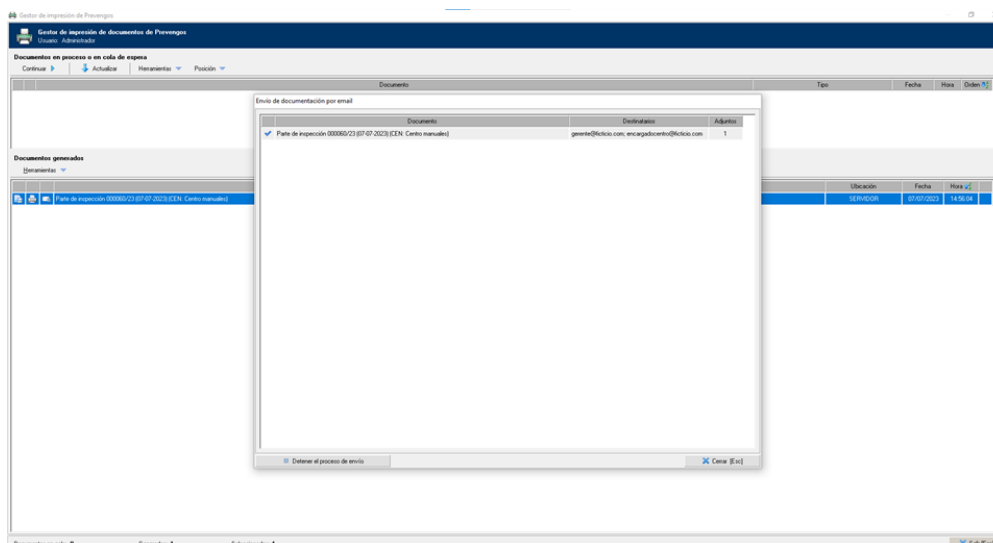 Gestor de impresión de Prevengos
Gestor de impresión de documentos de Prevengos
Usuario: Administrador
Documentos en proceso o en cola de espera
Continuar Actualizar Herramientas Posición
Documento Tipo Fecha Hora Orden
Envío de documentación por email
Documento Destinatarios Adjuntos
Parte de inspección 000060/23 (07-07-2023) (CEN: Centro manuales) gerente@ficticio.com; encargadocentro@ficticio.com 1
Documentos generados
Herramientas
Ubicación Fecha Hora
Parte de inspección 000060/23 (07-07-2023) (CEN: Centro manuales) SERVIDOR 07/07/2023 14:56:04
Detener el proceso de envío Cerrar [Esc]